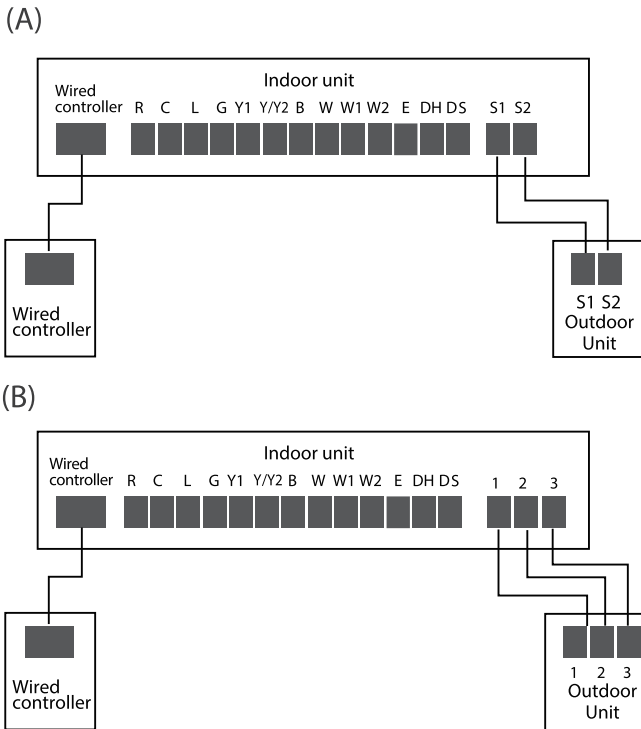 (A)
Indoor unit
Wired
controller R C L G Y1 Y/Y2 B W W1 W2 E DH DS S1 S2
Wired
controller
S1 S2
Outdoor
Unit
(B)
Indoor unit
Wired
controller R C L G Y1 Y/Y2 B W W1 W2 E DH DS 1 2 3
Wired
controller
1 2 3
Outdoor
Unit